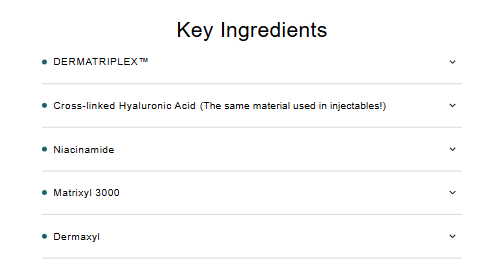 Key Ingredients
DERMATRIPLEX™
Cross-linked Hyaluronic Acid (The same material used in injectables!)
Niacinamide
Matrixyl 3000
Dermaxyl